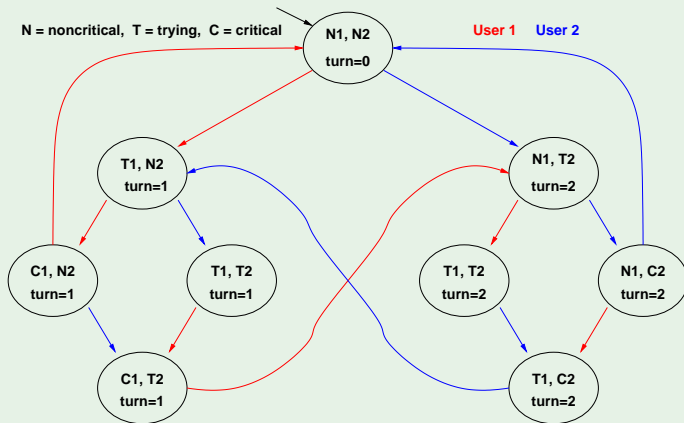 N = noncritical, T = trying, C = critical
User 1 User 2
N1, N2
turn=0
T1, N2
turn=1
N1, T2
turn=2
C1, N2
turn=1
T1, T2
turn=1
T1, T2
turn=2
N1, C2
turn=2
C1, T2
turn=1
T1, C2
turn=2